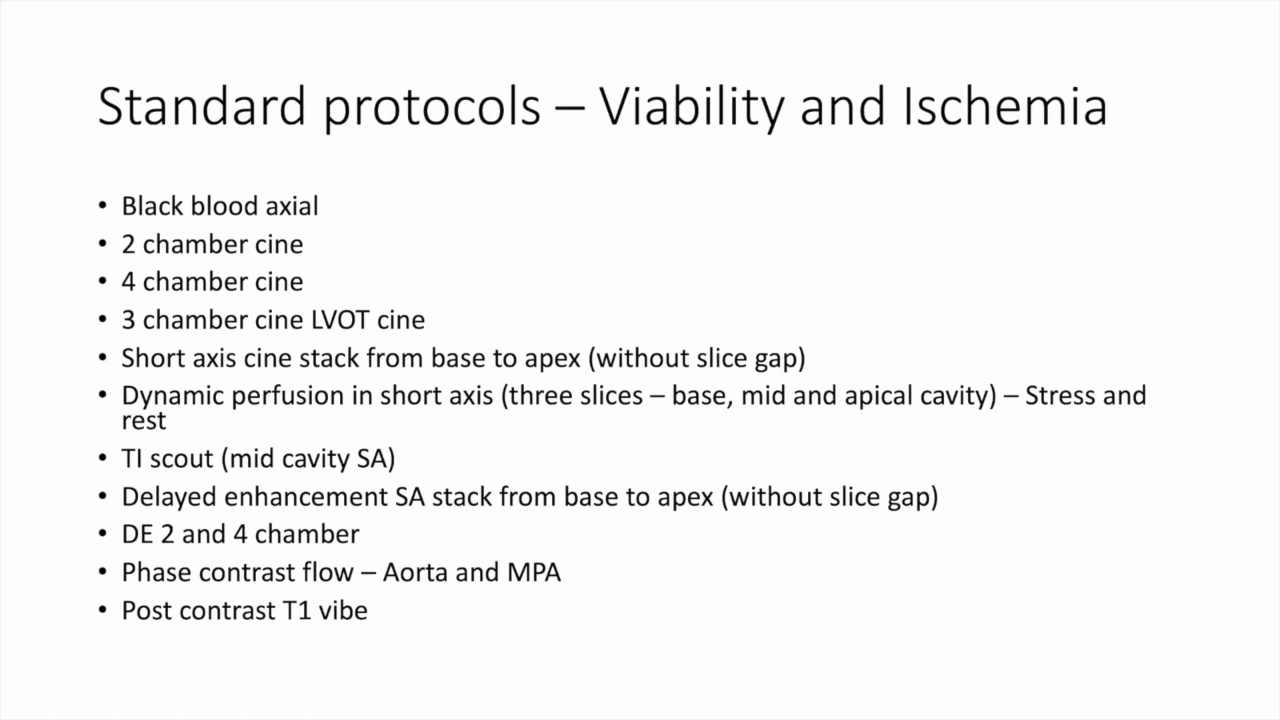 Standard protocols – Viability and Ischemia
• Black blood axial
• 2 chamber cine
• 4 chamber cine
• 3 chamber cine LVOT cine
• Short axis cine stack from base to apex (without slice gap)
• Dynamic perfusion in short axis (three slices – base, mid and apical cavity) – Stress and
rest
• TI scout (mid cavity SA)
• Delayed enhancement SA stack from base to apex (without slice gap)
• DE 2 and 4 chamber
• Phase contrast flow – Aorta and MPA
• Post contrast T1 vibe